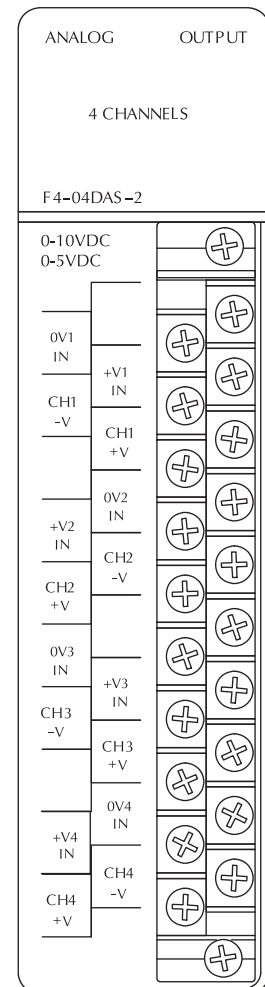 ANALOG OUTPUT
4 CHANNELS
F4-04DAS-2
0-10VDC
0-5VDC
0V1
IN
+V1
IN
CH1
-V
CH1
+V
0V2
IN
+V2
IN
CH2
-V
CH2
+V
0V3
IN
+V3
IN
CH3
-V
CH3
+V
0V4
IN
+V4
IN
CH4
-V
CH4
+V